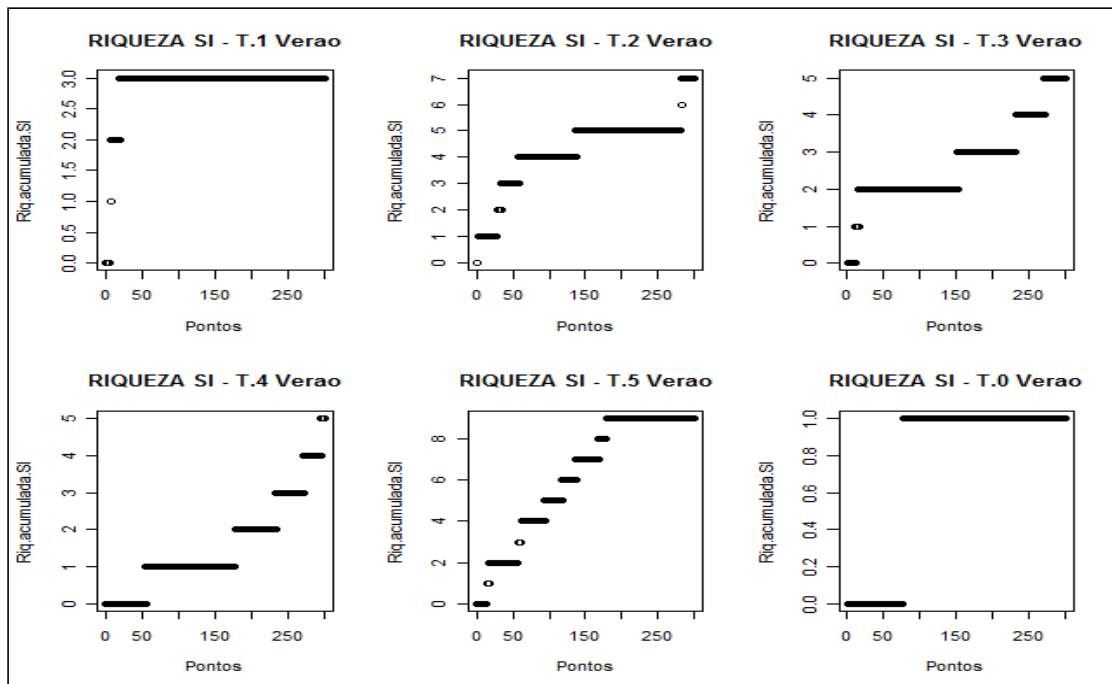 RIQUEZA SI - T.1 Verao
Riq.acumulada.SI
0.0 0.5 1.0 1.5 2.0 2.5 3.0
0 50 150 250
Pontos
RIQUEZA SI - T.2 Verao
Riq.acumulada.SI
0 1 2 3 4 5 6 7
0 50 150 250
Pontos
RIQUEZA SI - T.3 Verao
Riq.acumulada.SI
0 1 2 3 4 5
0 50 150 250
Pontos
RIQUEZA SI - T.4 Verao
Riq.acumulada.SI
0 1 2 3 4 5
0 50 150 250
Pontos
RIQUEZA SI - T.5 Verao
Riq.acumulada.SI
0 2 4 6 8
0 50 150 250
Pontos
RIQUEZA SI - T.0 Verao
Riq.acumulada.SI
0.0 0.2 0.4 0.6 0.8 1.0
0 50 150 250
Pontos